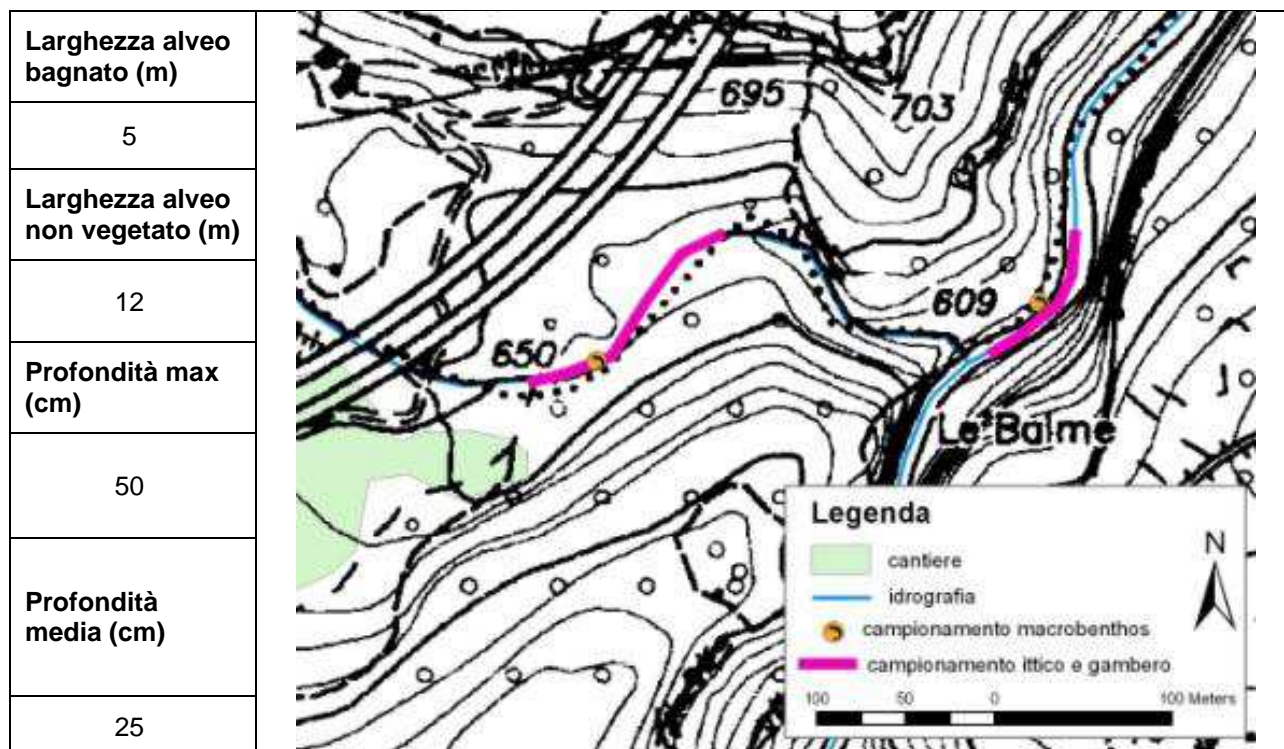 Larghezza alveo
bagnato (m)
5
Larghezza alveo
non vegetato (m)
12
Profondità max
(cm)
50
Profondità
media (cm)
25
695
703
650
609
Le Balme
Legenda
cantiere
idrografia
campionamento macrobenthos
campionamento ittico e gambero
N
100 50 0 100 Meters